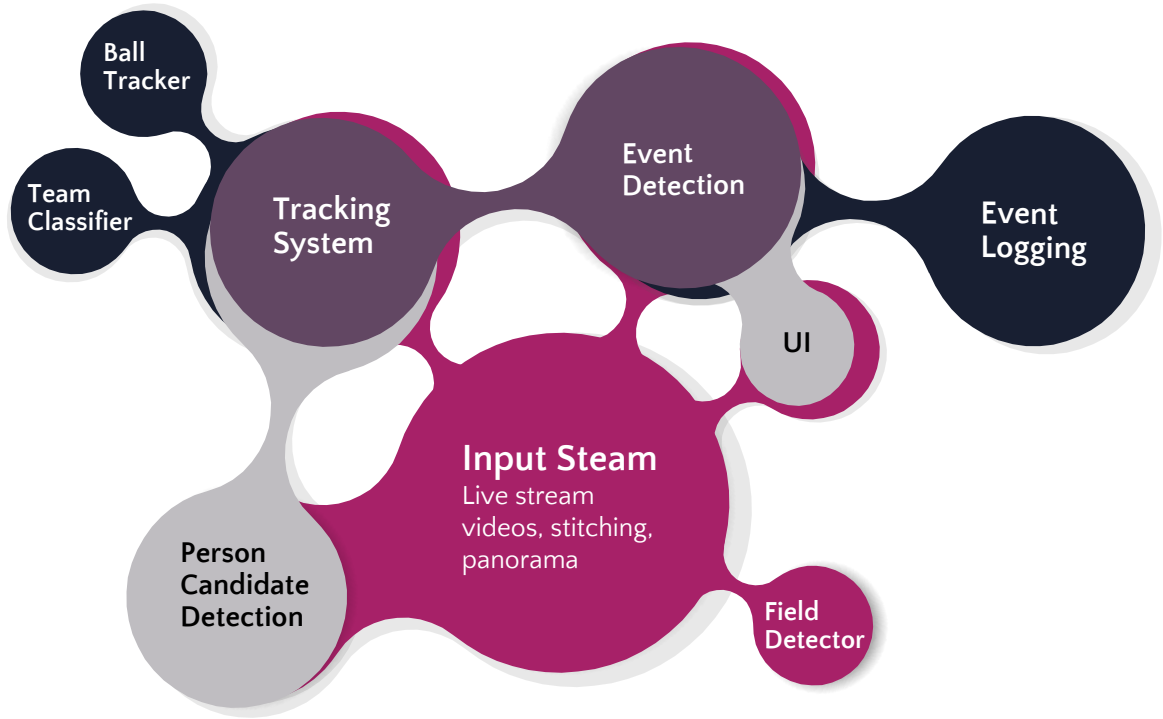 Ball
Tracker
Team
Classifier
Tracking
System
Event
Detection
Event
Logging
UI
Input Steam
Live stream
videos, stitching,
panorama
Person
Candidate
Detection
Field
Detector